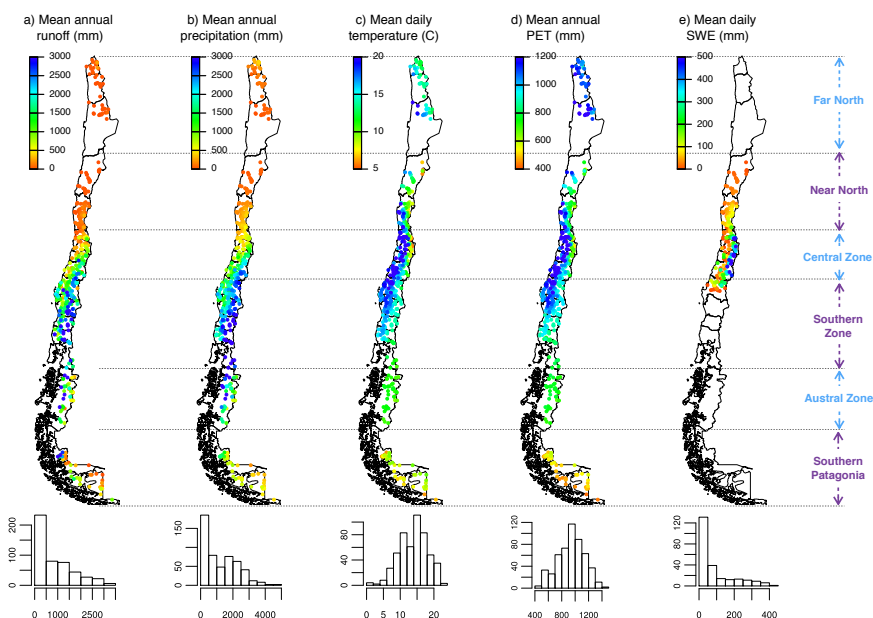 a) Mean annual
runoff (mm)
b) Mean annual
precipitation (mm)
c) Mean daily
temperature (C)
d) Mean annual
PET (mm)
e) Mean daily
SWE (mm)
3000
2500
2000
1500
1000
500
0
3000
2500
2000
1500
1000
500
0
20
15
10
5
1200
1000
800
600
400
500
400
300
200
100
0
Far North
Near North
Central Zone
Southern
Zone
Austral Zone
Southern
Patagonia
200
100
0
0 1000 2500
150
50
0
0 2000 4000
80
40
0
0 5 10 20
120
80
40
0
400 800 1200
120
80
40
0
0 200 400